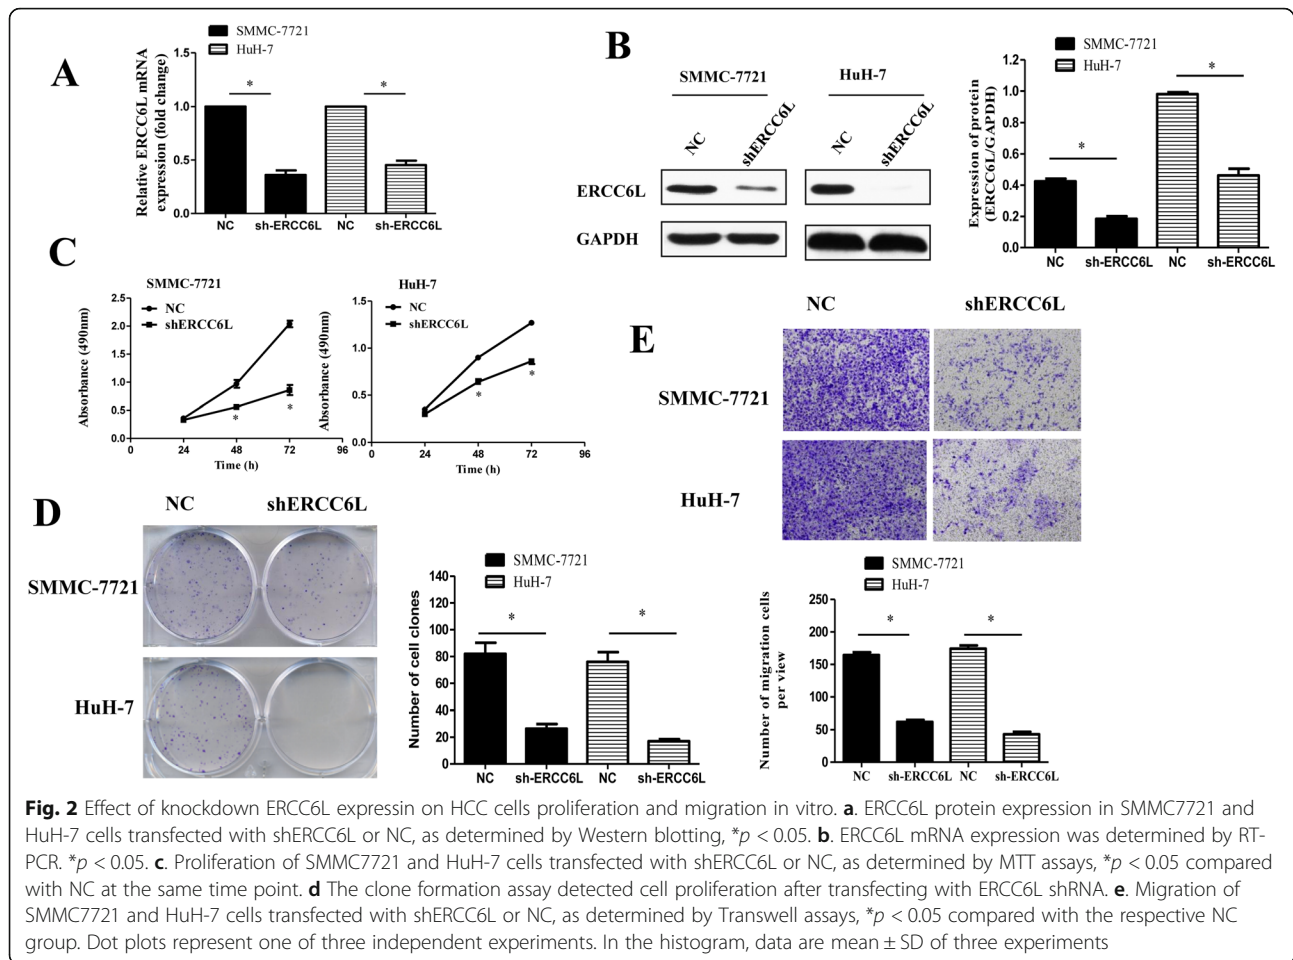 A
SMMC-7721
HuH-7
Relative ERCC6L mRNA
expression (fold change)
1.5
1.0
0.5
0.0
*
*
NC
sh-ERCC6L
NC
sh-ERCC6L
B
SMMC-7721
HuH-7
NC
shERCC6L
NC
shERCC6L
ERCC6L
GAPDH
SMMC-7721
HuH-7
Expression of protein
(ERCC6L/GAPDH)
1.2
1.0
0.8
0.6
0.4
0.2
0.0
*
*
NC
sh-ERCC6L
NC
sh-ERCC6L
C
SMMC-7721
NC
shERCC6L
Absorbance (490nm)
2.5
2.0
1.5
1.0
0.5
0.0
*
*
0
24
48
72
96
Time (h)
HuH-7
NC
shERCC6L
Absorbance (490nm)
1.5
1.0
0.5
0.0
*
*
0
24
48
72
96
Time (h)
D
NC
shERCC6L
SMMC-7721
HuH-7
SMMC-7721
HuH-7
Number of cell clones
140
120
100
80
60
40
20
0
*
*
NC
sh-ERCC6L
NC
sh-ERCC6L
E
NC
shERCC6L
SMMC-7721
HuH-7
SMMC-7721
HuH-7
Number of migration cells
per view
250
200
150
100
50
0
*
*
NC
sh-ERCC6L
NC
sh-ERCC6L
Fig. 2 Effect of knockdown ERCC6L expressin on HCC cells proliferation and migration in vitro. a. ERCC6L protein expression in SMMC7721 and
HuH-7 cells transfected with shERCC6L or NC, as determined by Western blotting, *p < 0.05. b. ERCC6L mRNA expression was determined by RT-
PCR. *p < 0.05. c. Proliferation of SMMC7721 and HuH-7 cells transfected with shERCC6L or NC, as determined by MTT assays, *p < 0.05 compared
with NC at the same time point. d The clone formation assay detected cell proliferation after transfecting with ERCC6L shRNA. e. Migration of
SMMC7721 and HuH-7 cells transfected with shERCC6L or NC, as determined by Transwell assays, *p < 0.05 compared with the respective NC
group. Dot plots represent one of three independent experiments. In the histogram, data are mean ± SD of three experiments